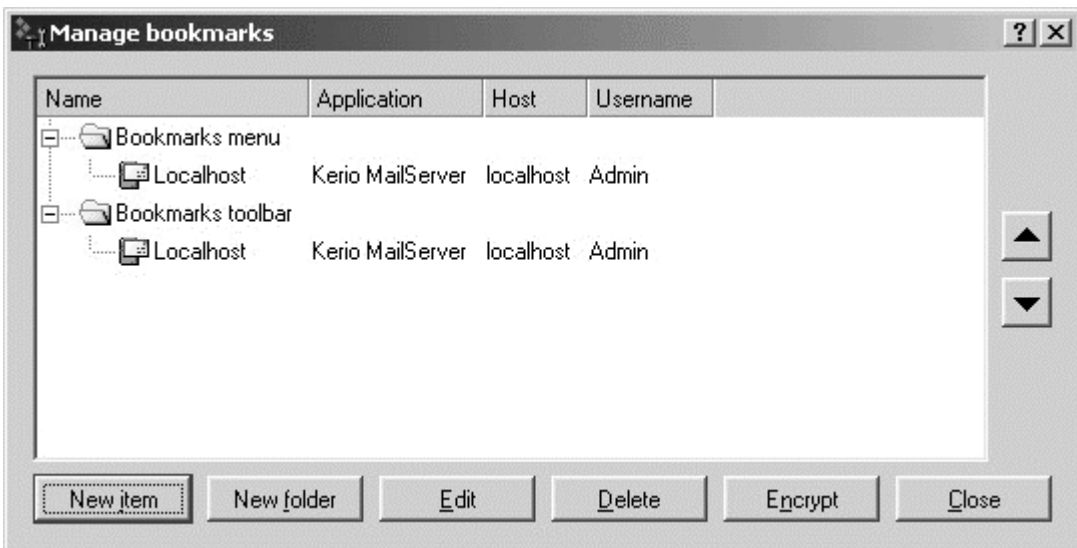 Manage bookmarks
Name Application Host Username
Bookmarks menu
Localhost Kerio MailServer localhost Admin
Bookmarks toolbar
Localhost Kerio MailServer localhost Admin
New item New folder Edit Delete Encrypt Close